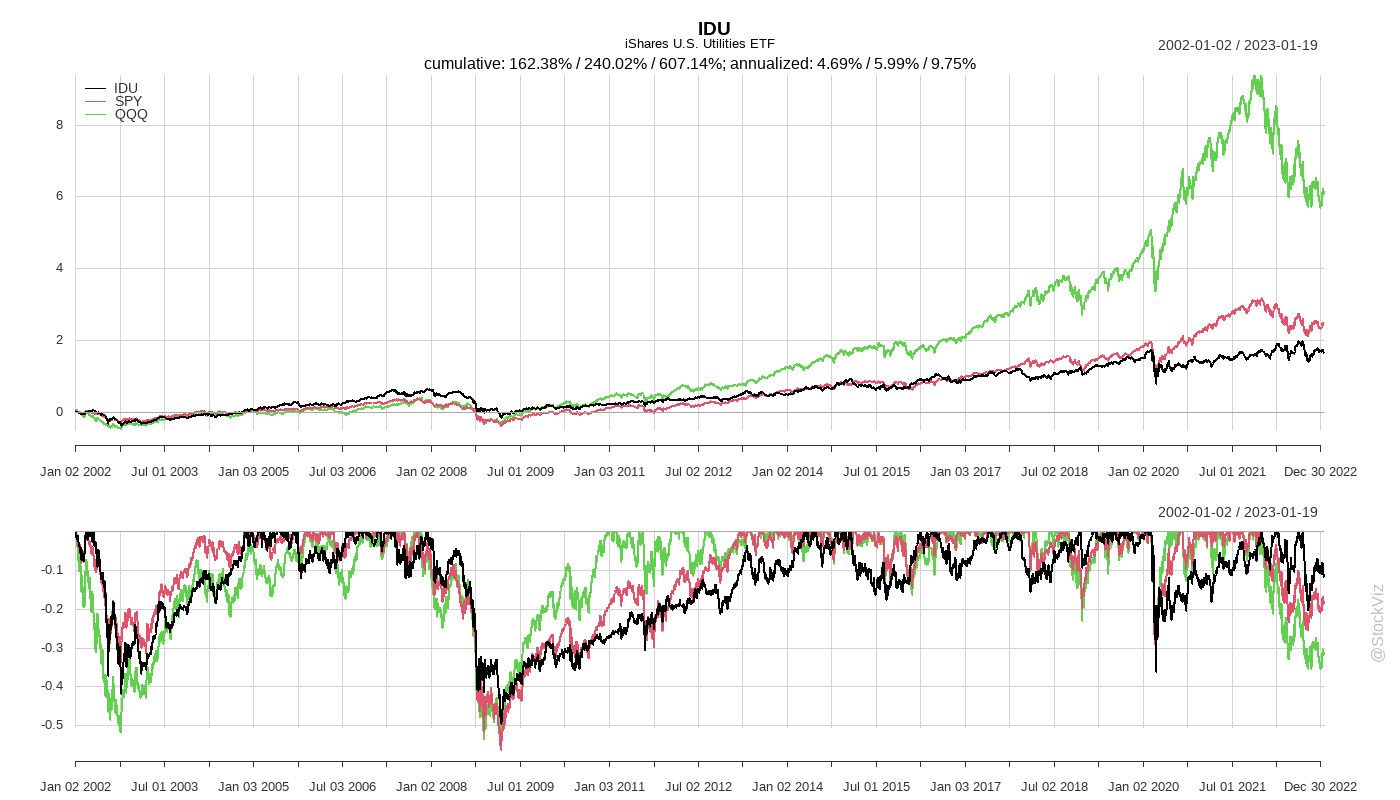 IDU
iShares U.S. Utilities ETF
2002-01-02 / 2023-01-19
cumulative: 162.38% / 240.02% / 607.14%; annualized: 4.69% / 5.99% / 9.75%
IDU
SPY
QQQ
8
6
4
2
0
Jan 02 2002 Jul 01 2003 Jan 03 2005 Jul 03 2006 Jan 02 2008 Jul 01 2009 Jan 03 2011 Jul 02 2012 Jan 02 2014 Jul 01 2015 Jan 03 2017 Jul 02 2018 Jan 02 2020 Jul 01 2021 Dec 30 2022
2002-01-02 / 2023-01-19
-0.1
-0.2
-0.3
-0.4
-0.5
Jan 02 2002 Jul 01 2003 Jan 03 2005 Jul 03 2006 Jan 02 2008 Jul 01 2009 Jan 03 2011 Jul 02 2012 Jan 02 2014 Jul 01 2015 Jan 03 2017 Jul 02 2018 Jan 02 2020 Jul 01 2021 Dec 30 2022
@StockViz